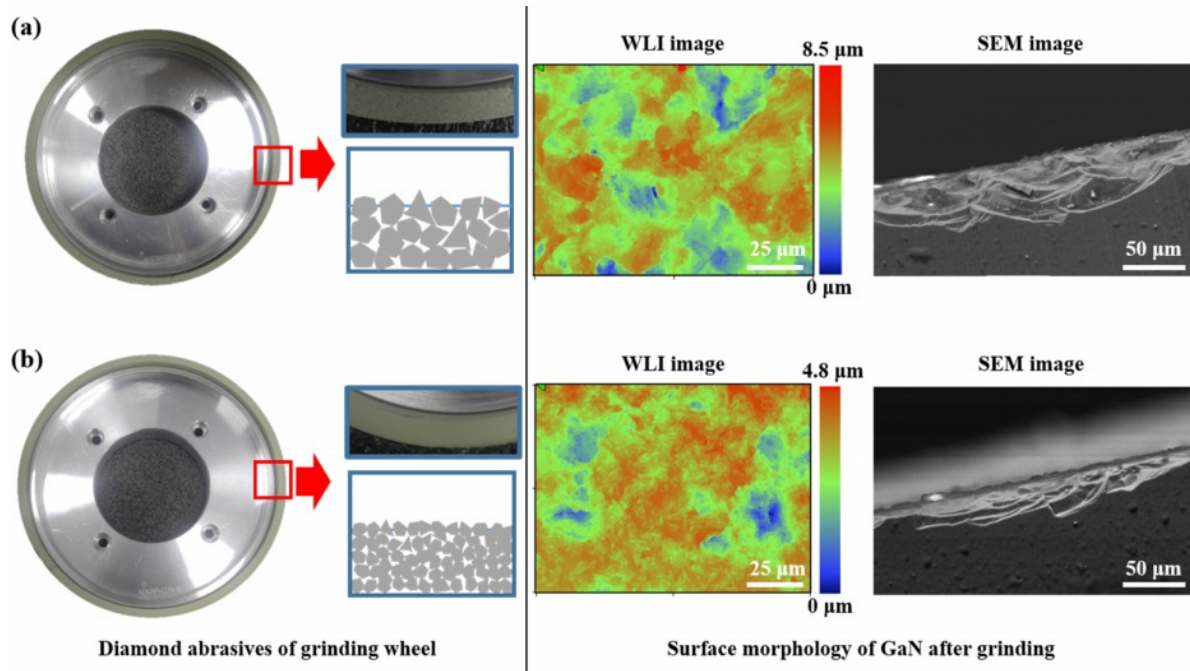 (a)
WLI image
8.5 μm
SEM image
25 μm
0 μm
50 μm
(b)
WLI image
4.8 μm
SEM image
25 μm
0 μm
50 μm
Diamond abrasives of grinding wheel
Surface morphology of GaN after grinding